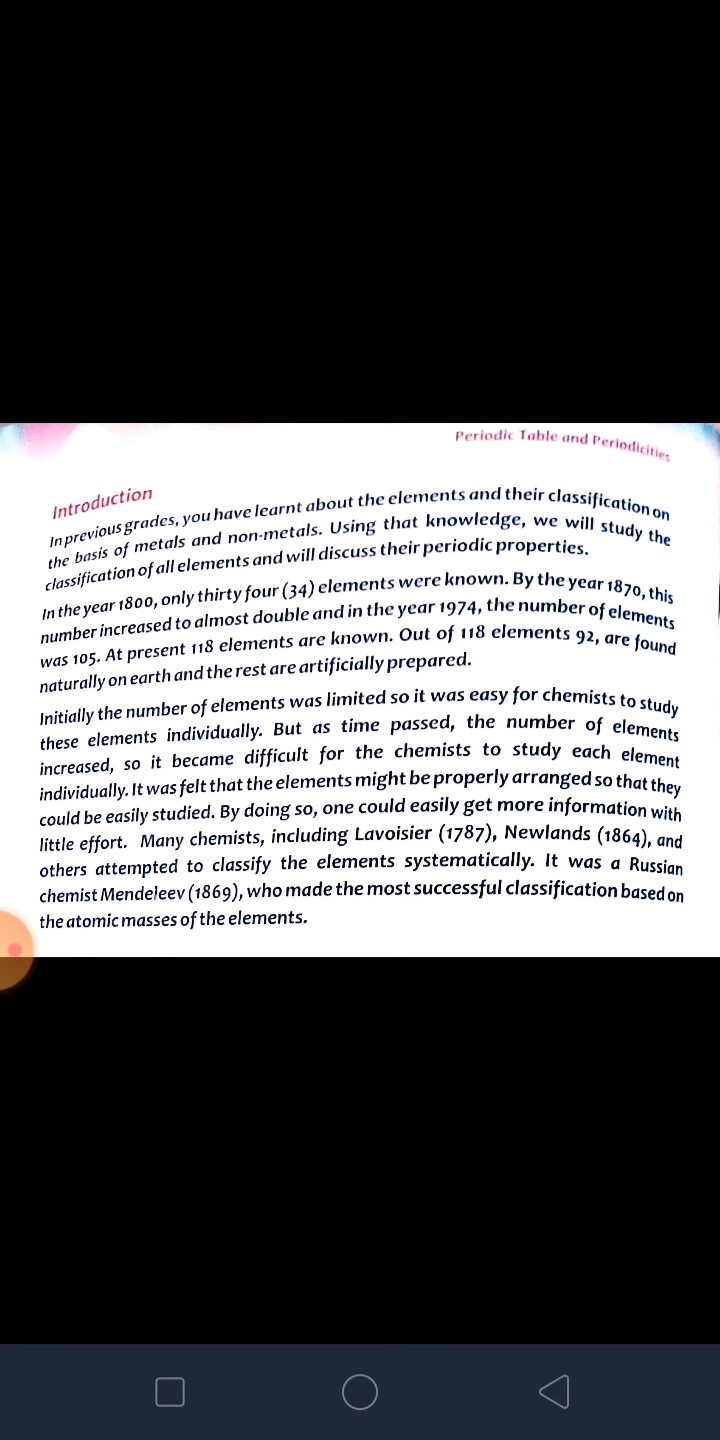 Periodic Table and Periodicities
Introduction
In previous grades, you have learnt about the elements and their classification on
the basis of metals and non-metals. Using that knowledge, we will study the
classification of all elements and will discuss their periodic properties.
In the year 1800, only thirty four (34) elements were known. By the year 1870, this
number increased to almost double and in the year 1974, the number of elements
was 105. At present 118 elements are known. Out of 118 elements 92, are found
naturally on earth and the rest are artificially prepared.
Initially the number of elements was limited so it was easy for chemists to study
these elements individually. But as time passed, the number of elements
increased, so it became difficult for the chemists to study each element
individually. It was felt that the elements might be properly arranged so that they
could be easily studied. By doing so, one could easily get more information with
little effort. Many chemists, including Lavoisier (1787), Newlands (1864), and
others attempted to classify the elements systematically. It was a Russian
chemist Mendeleev (1869), who made the most successful classification based on
the atomic masses of the elements.